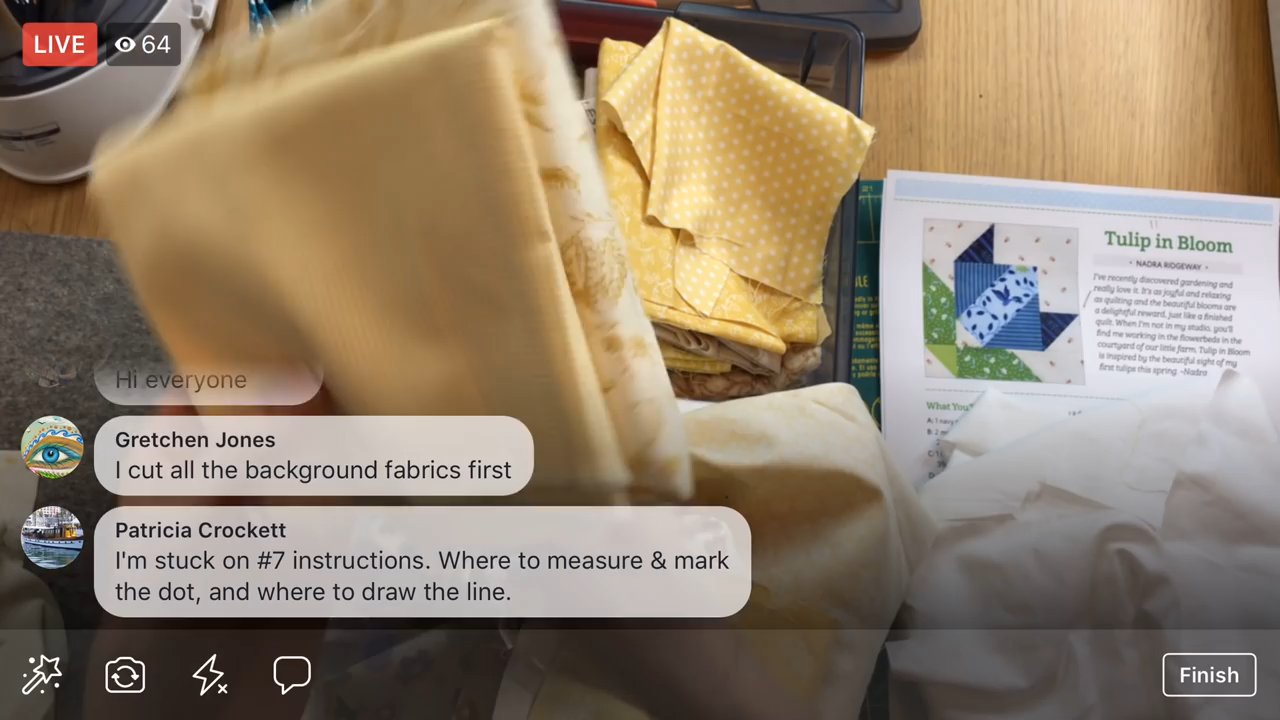 LIVE
64
Tulip in Bloom
• NADRA RIDGEWAY •
I've recently discovered gardening and
really love it. It's as joyful and relaxing
as quilting and the beautiful blooms are
a delightful reward, just like a finished
quilt. When I'm not in my studio, you'll
find me working in the flowerbeds in the
courtyard of our little farm. Tulip in Bloom
is inspired by the beautiful sight of my
first tulips this spring. ~Nadra
What You'
Hi everyone
Gretchen Jones
I cut all the background fabrics first
Patricia Crockett
I'm stuck on #7 instructions. Where to measure & mark
the dot, and where to draw the line.
Finish